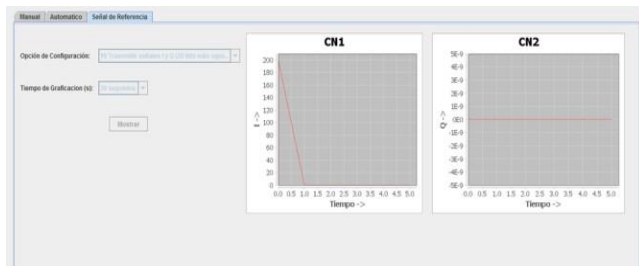 Manual Automatico Señal de Referencia
Opción de Configuración:
Tiempo de Graficacion (s):
Mostrar
CN1
200
180
160
140
120
100
80
60
40
20
0
I ->
0.0 0.5 1.0 1.5 2.0 2.5 3.0 3.5 4.0 4.5 5.0
Tiempo ->
CN2
5E-9
4E-9
3E-9
2E-9
1E-9
0E0
-1E-9
-2E-9
-3E-9
-4E-9
-5E-9
Q ->
0.0 0.5 1.0 1.5 2.0 2.5 3.0 3.5 4.0 4.5 5.0
Tiempo ->